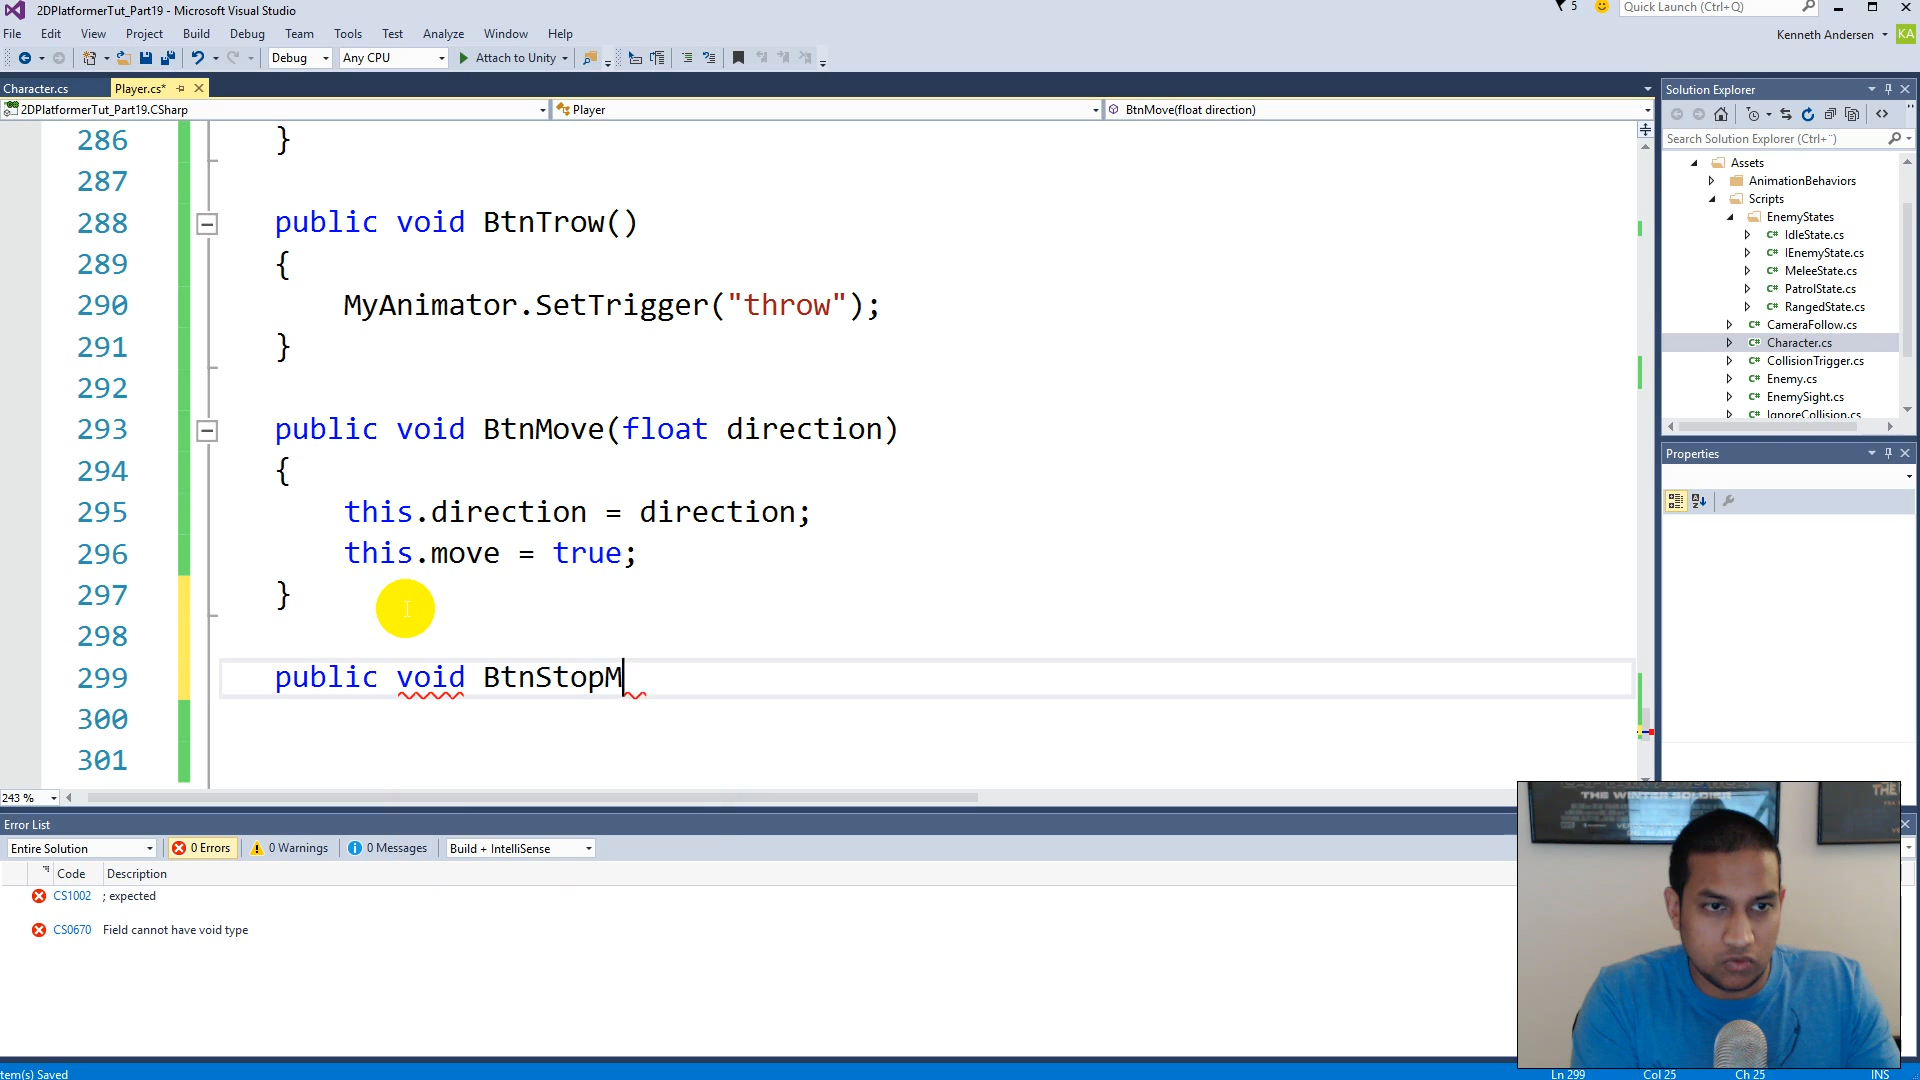 2DPlatformerTut_Part19 - Microsoft Visual Studio
5
Quick Launch (Ctrl+Q)
File Edit View Project Build Debug Team Tools Test Analyze Window Help
Kenneth Andersen KA
Debug Any CPU Attach to Unity
Character.cs Player.cs*
2DPlatformerTut_Part19.CSharp Player BtnMove(float direction)
286 }
287
288 public void BtnTrow()
289 {
290 MyAnimator.SetTrigger("throw");
291 }
292
293 public void BtnMove(float direction)
294 {
295 this.direction = direction;
296 this.move = true;
297 }
298
299 public void BtnStopM
300
301
243 %
Solution Explorer
Search Solution Explorer (Ctrl+¨)
Assets
AnimationBehaviors
Scripts
EnemyStates
C# IdleState.cs
C# IEnemyState.cs
C# MeleeState.cs
C# PatrolState.cs
C# RangedState.cs
C# CameraFollow.cs
C# Character.cs
C# CollisionTrigger.cs
C# Enemy.cs
C# EnemySight.cs
C# IgnoreCollision.cs
Properties
Error List
Entire Solution 0 Errors 0 Warnings 0 Messages Build + IntelliSense
Code Description
CS1002 ; expected
CS0670 Field cannot have void type
THE WINTER SOLDIER
THE
tem(s) Saved
Ln 299 Col 25 Ch 25 INS